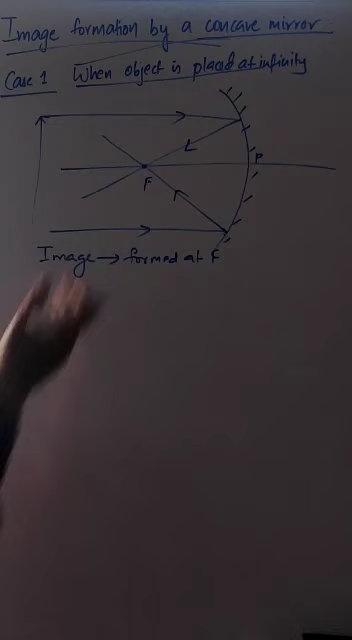 Image formation by a concave mirror
Case 1 When object is placed at infinity
P
F
Image → formed at F